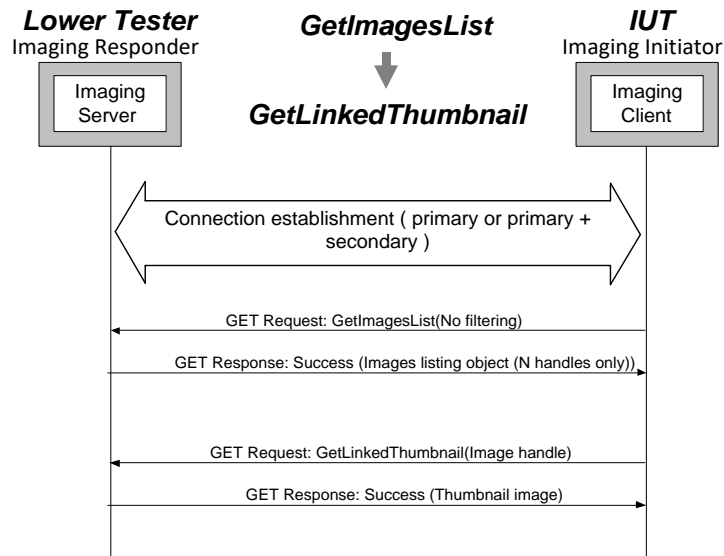 Lower Tester
Imaging Responder
Imaging
Server
GetImagesList
GetLinkedThumbnail
IUT
Imaging Initiator
Imaging
Client
Connection establishment ( primary or primary +
secondary )
GET Request: GetImagesList(No filtering)
GET Response: Success (Images listing object (N handles only))
GET Request: GetLinkedThumbnail(Image handle)
GET Response: Success (Thumbnail image)